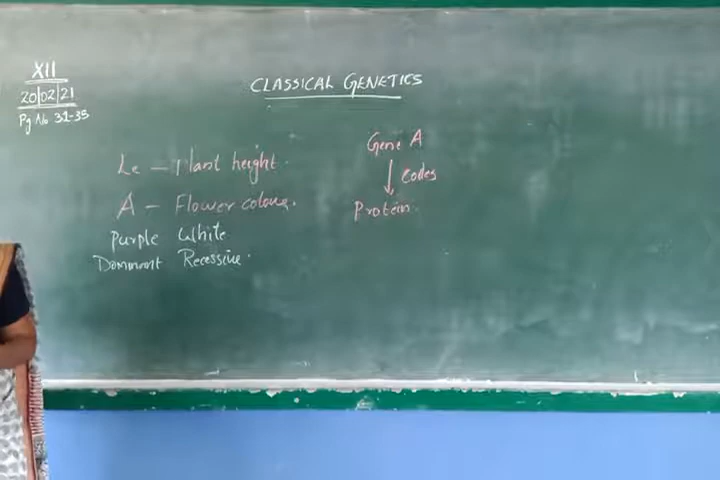 XII
20/02/21
Pg No 31-35
CLASSICAL GENETICS
Le - Plant height.
A - Flower colour.
Purple White
Dominant Recessive.
Gene A
Codes
Protein.